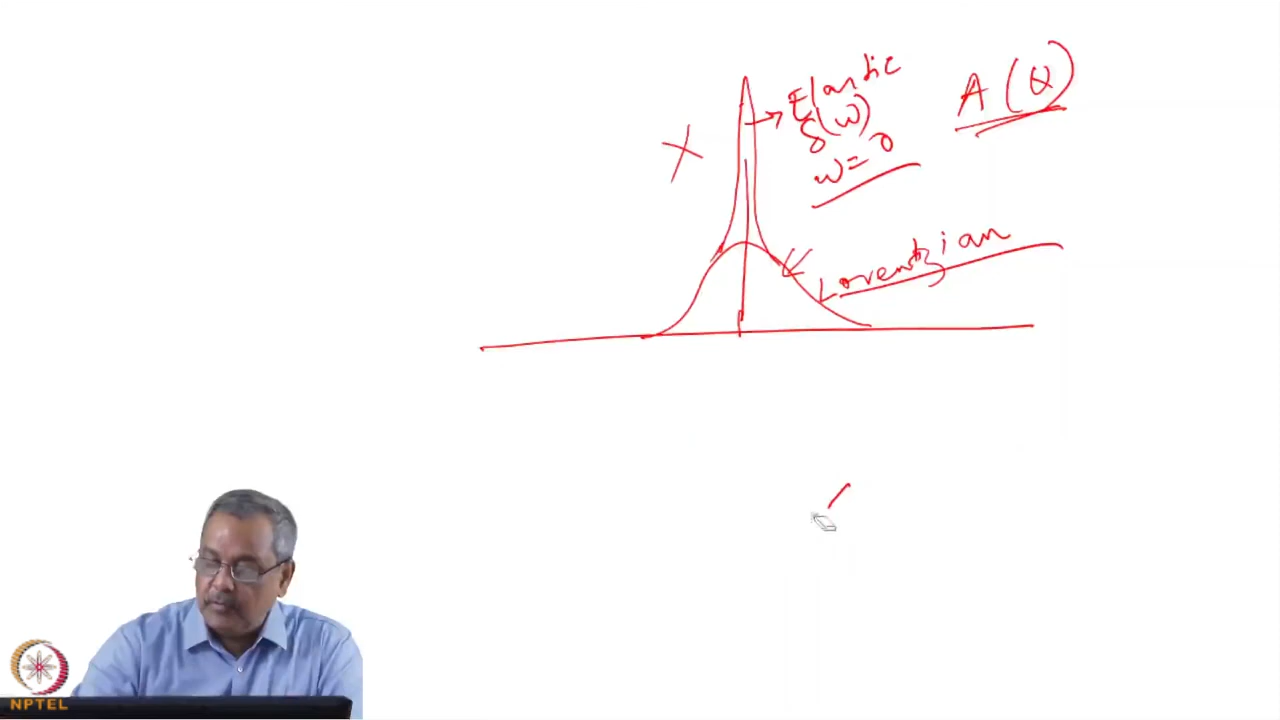 Elastic
δ(ω)
ω=0
A(Q)
Lorentzian
NPTEL